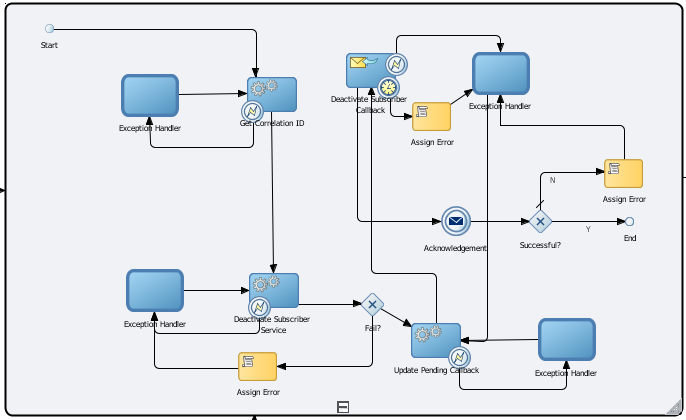 Start
Exception Handler
Get Correlation ID
Deactivate Subscriber
Callback
Exception Handler
Assign Error
N
Assign Error
Acknowledgement
Successful?
Y
End
Exception Handler
Deactivate Subscriber
Service
Fail?
Assign Error
Update Pending Callback
Exception Handler